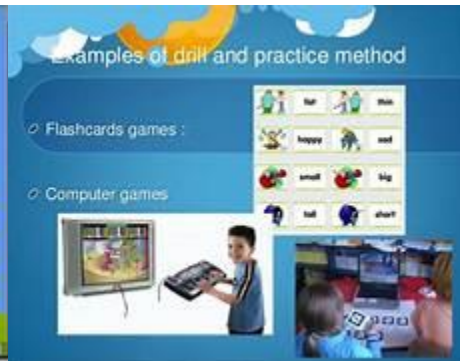 Examples of drill and practice method
Flashcards games :
fat thin
happy sad
small big
tall short
Computer games